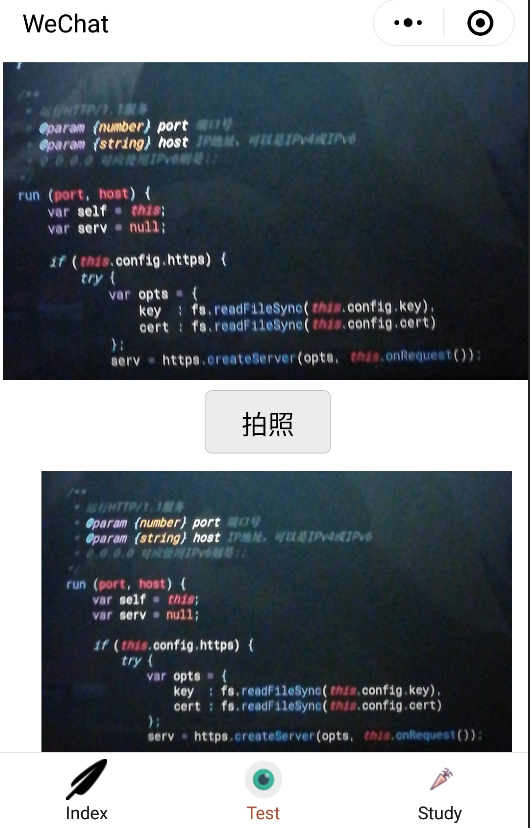 WeChat
}
/**
* 运行HTTP/1.1服务
* @param {number} port 端口号
* @param {string} host IP地址，可以是IPv4或IPv6
* 0.0.0.0 对应使用IPv6则是::
*/
run (port, host) {
var self = this;
var serv = null;
if (this.config.https) {
try {
var opts = {
key : fs.readFileSync(this.config.key),
cert : fs.readFileSync(this.config.cert)
};
serv = https.createServer(opts, this.onRequest());
拍照
/**
* 运行HTTP/1.1服务
* @param {number} port 端口号
* @param {string} host IP地址，可以是IPv4或IPv6
* 0.0.0.0 对应使用IPv6则是::
*/
run (port, host) {
var self = this;
var serv = null;
if (this.config.https) {
try {
var opts = {
key : fs.readFileSync(this.config.key),
cert : fs.readFileSync(this.config.cert)
};
serv = https.createServer(opts, this.onRequest());
Index
Test
Study